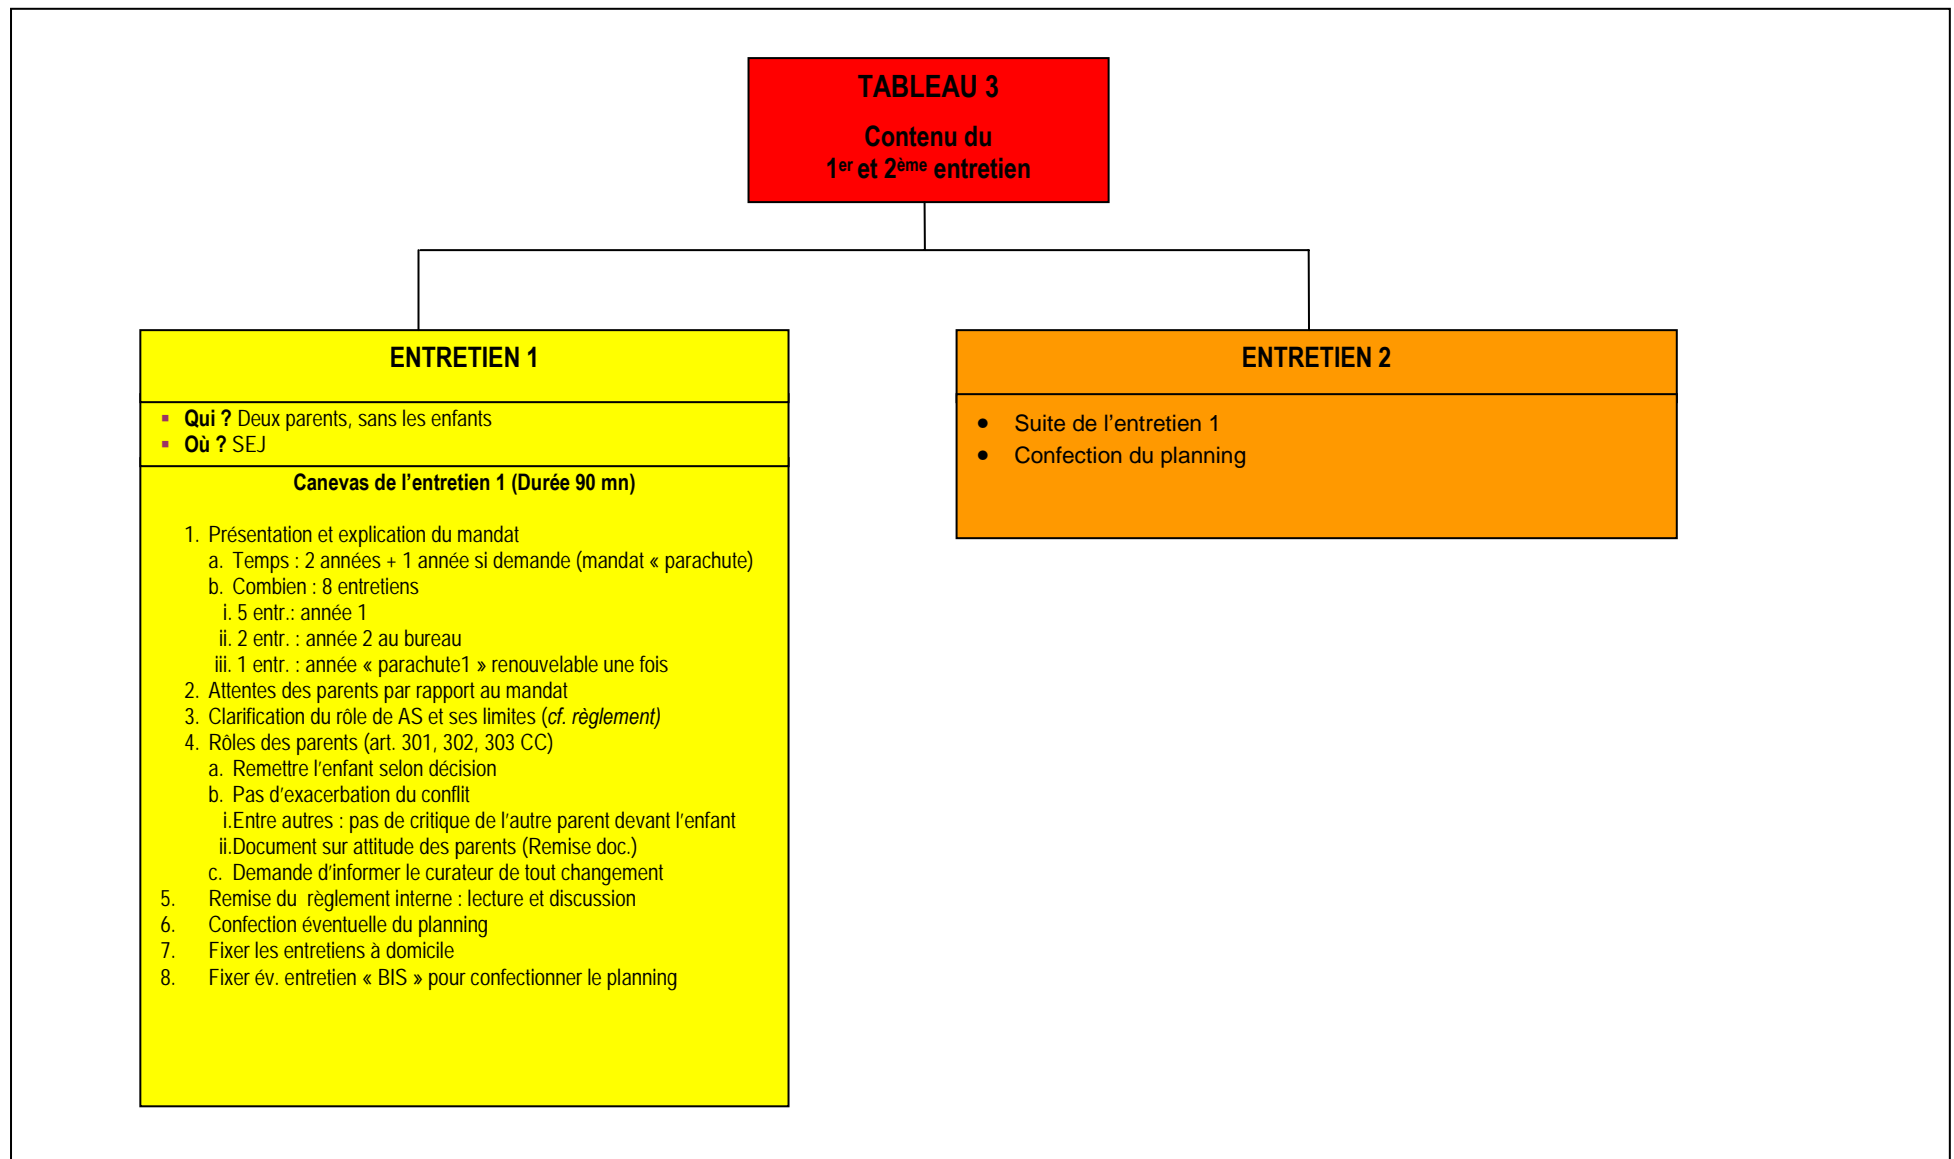 TABLEAU 3
Contenu du
1er et 2ème entretien
ENTRETIEN 1
▪ Qui ? Deux parents, sans les enfants
▪ Où ? SEJ
Canevas de l’entretien 1 (Durée 90 mn)
1. Présentation et explication du mandat
a. Temps : 2 années + 1 année si demande (mandat « parachute)
b. Combien : 8 entretiens
i. 5 entr.: année 1
ii. 2 entr. : année 2 au bureau
iii. 1 entr. : année « parachute1 » renouvelable une fois
2. Attentes des parents par rapport au mandat
3. Clarification du rôle de AS et ses limites (cf. règlement)
4. Rôles des parents (art. 301, 302, 303 CC)
a. Remettre l’enfant selon décision
b. Pas d’exacerbation du conflit
i.Entre autres : pas de critique de l’autre parent devant l’enfant
ii.Document sur attitude des parents (Remise doc.)
c. Demande d’informer le curateur de tout changement
5. Remise du règlement interne : lecture et discussion
6. Confection éventuelle du planning
7. Fixer les entretiens à domicile
8. Fixer év. entretien « BIS » pour confectionner le planning
ENTRETIEN 2
• Suite de l’entretien 1
• Confection du planning